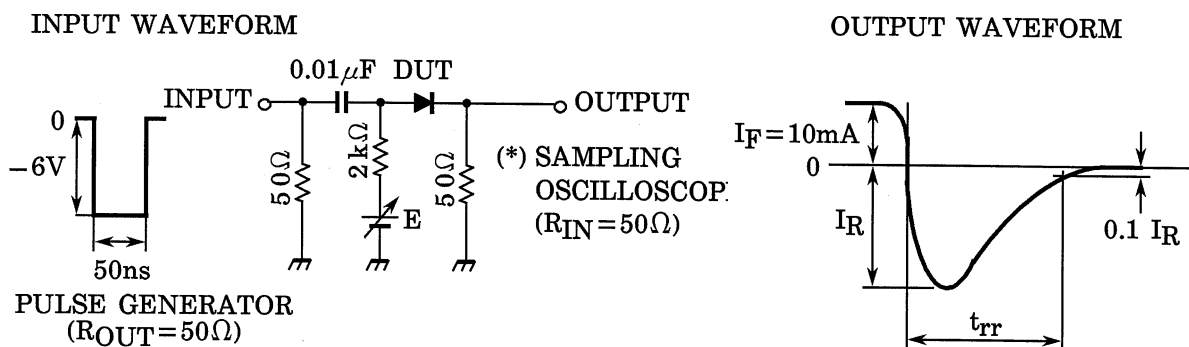 INPUT WAVEFORM
0
−6V
50ns
PULSE GENERATOR
(ROUT=50Ω)
0.01μF DUT
INPUT
OUTPUT
50Ω
2kΩ
E
50Ω
(*) SAMPLING
OSCILLOSCOP
(RIN=50Ω)
OUTPUT WAVEFORM
IF=10mA
0
IR
0.1 IR
trr